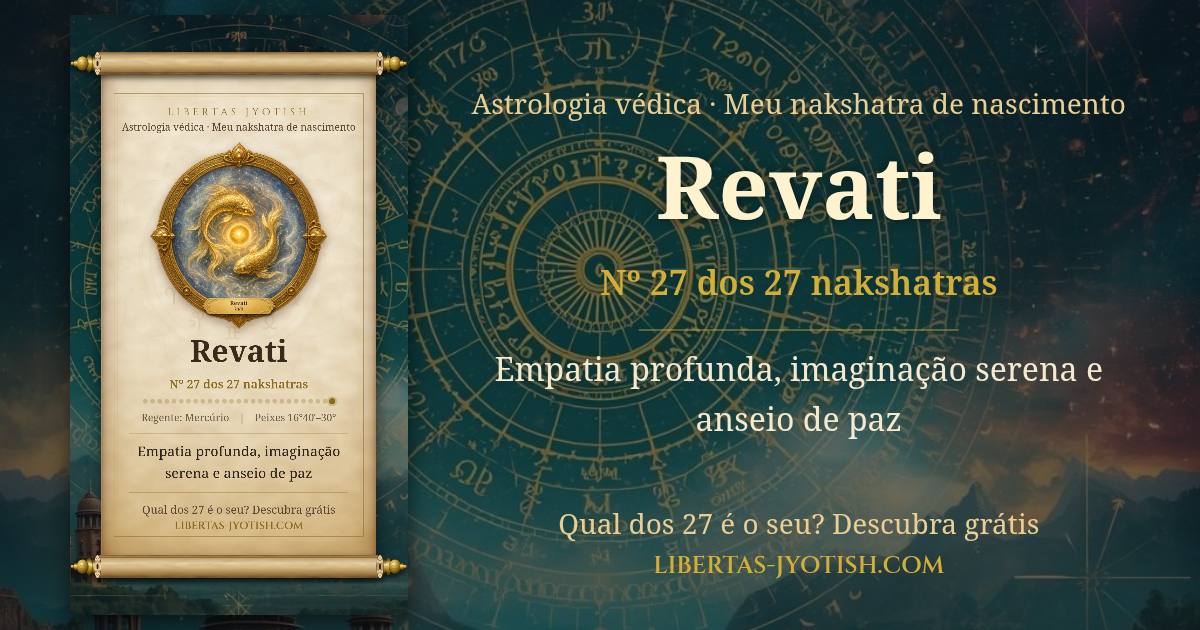 LIBERTAS JYOTISH
Astrologia védica · Meu nakshatra de nascimento
Revati
Revati
Nº 27 dos 27 nakshatras
Regente: Mercúrio | Peixes 16°40'–30°
Empatia profunda, imaginação
serena e anseio de paz
Qual dos 27 é o seu? Descubra grátis
LIBERTAS-JYOTISH.COM
Astrologia védica · Meu nakshatra de nascimento
Revati
Nº 27 dos 27 nakshatras
Empatia profunda, imaginação serena e
anseio de paz
Qual dos 27 é o seu? Descubra grátis
LIBERTAS-JYOTISH.COM